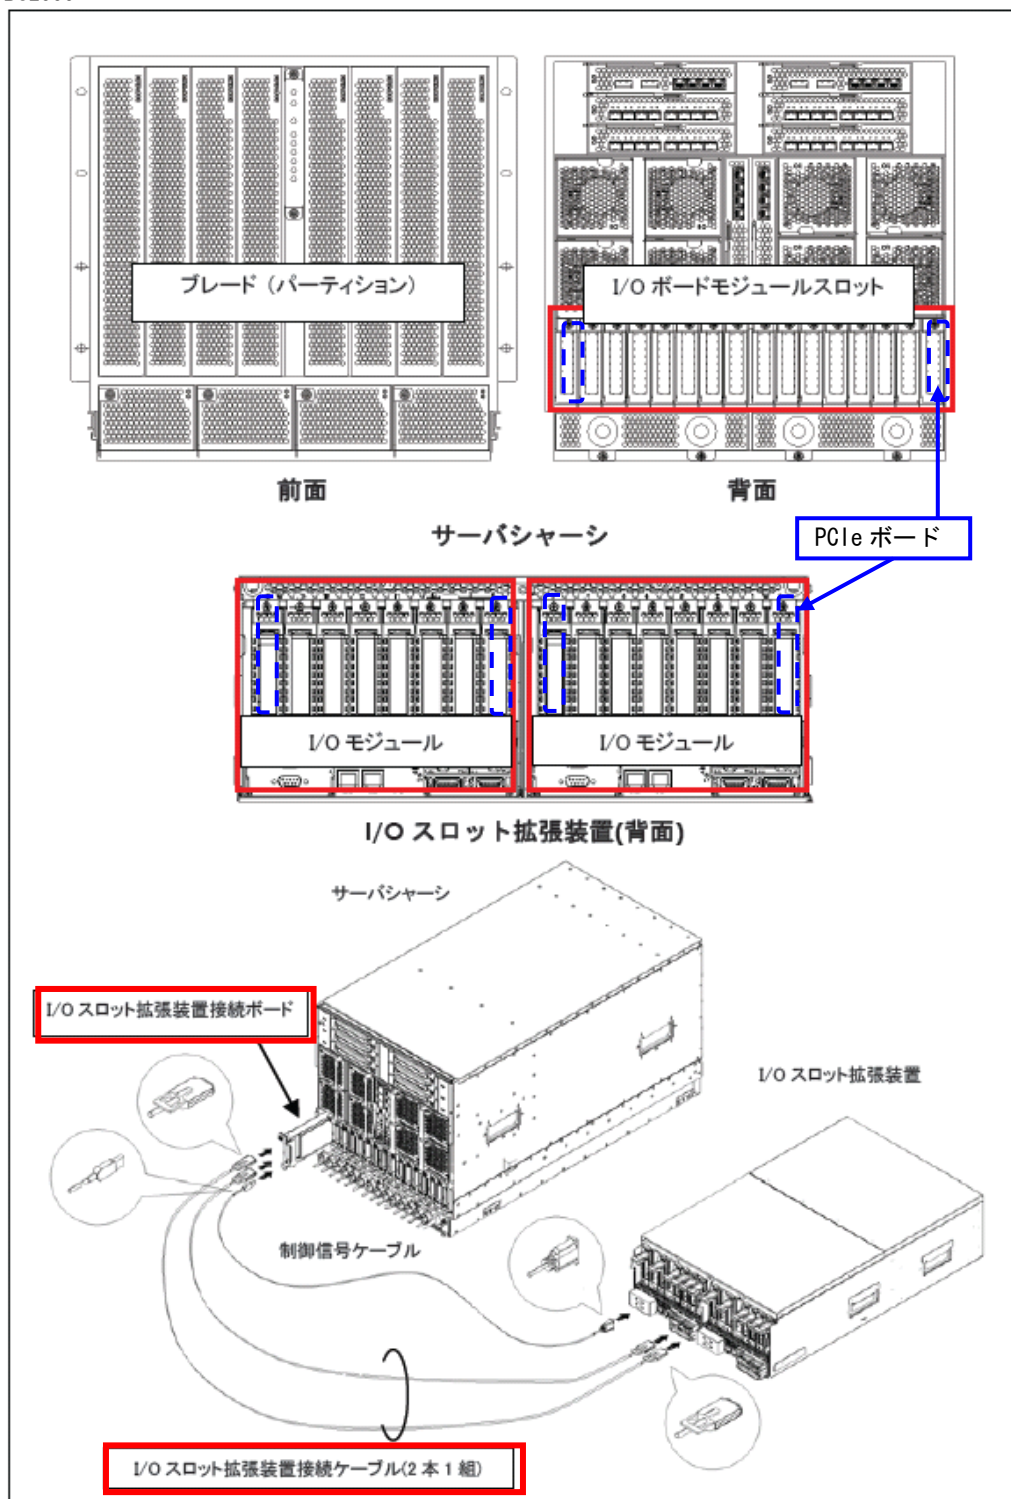 ブレード (パーティション)
I/O ボードモジュールスロット
前面
背面
サーバシャーシ
PCIe ボード
I/O モジュール
I/O モジュール
I/O スロット拡張装置(背面)
サーバシャーシ
I/O スロット拡張装置接続ボード
I/O スロット拡張装置
制御信号ケーブル
I/O スロット拡張装置接続ケーブル(2 本 1 組)